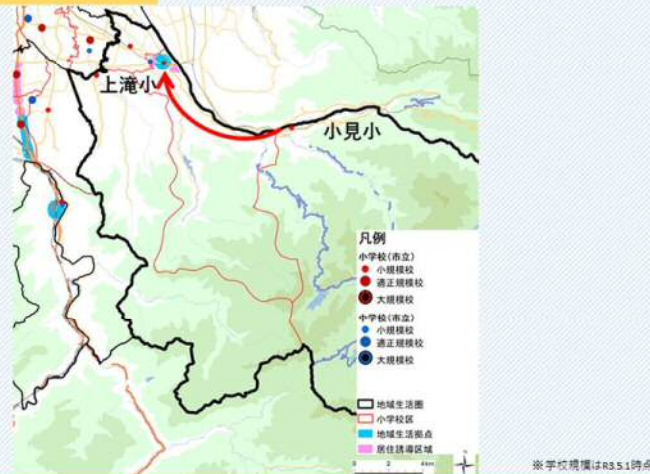 上滝小
小見小
凡例
小学校(市立)
小規模校
適正規模校
大規模校
中学校(市立)
小規模校
適正規模校
大規模校
地域生活圏
小学校区
地域生活拠点
居住誘導区域
0 2 4km
※学校規模はR3.5.1時点